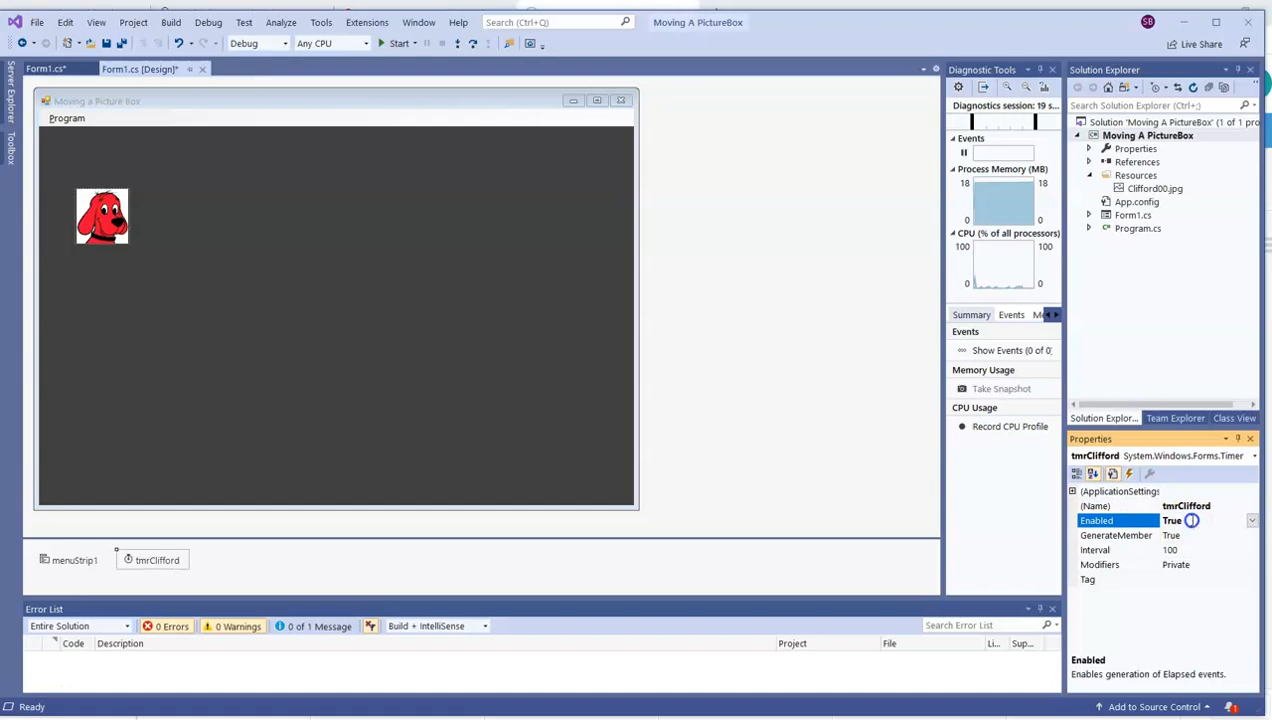 File Edit View Project Build Debug Test Analyze Tools Extensions Window Help Search (Ctrl+Q) Moving A PictureBox SB
Debug Any CPU Start Live Share
Server Explorer
Toolbox
Form1.cs* Form1.cs [Design]*
Moving a Picture Box
Program
menuStrip1 tmrClifford
Diagnostic Tools
Diagnostics session: 19 s...
Events
Process Memory (MB)
18 18
0 0
CPU (% of all processors)
100 100
0 0
Summary Events
Events
Show Events (0 of 0)
Memory Usage
Take Snapshot
CPU Usage
Record CPU Profile
Solution Explorer
Search Solution Explorer (Ctrl+;)
Solution 'Moving A PictureBox' (1 of 1 pro
Moving A PictureBox
Properties
References
Resources
Clifford00.jpg
App.config
Form1.cs
Program.cs
Solution Explor... Team Explorer Class View
Properties
tmrClifford System.Windows.Forms.Timer
(ApplicationSettings
(Name) tmrClifford
Enabled True
GenerateMember True
Interval 100
Modifiers Private
Tag
Enabled
Enables generation of Elapsed events.
Error List
Entire Solution 0 Errors 0 Warnings 0 of 1 Message Build + IntelliSense Search Error List
Code Description Project File Li... Sup...
Ready Add to Source Control 1